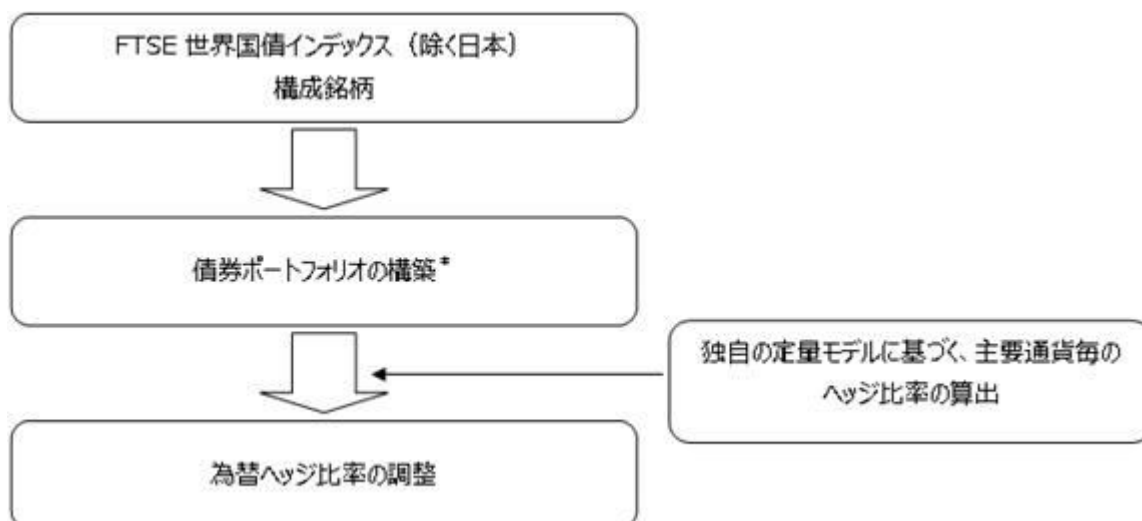 FTSE 世界国債インデックス（除く日本）
構成銘柄
債券ポートフォリオの構築*
独自の定量モデルに基づく、主要通貨毎の
ヘッジ比率の算出
為替ヘッジ比率の調整